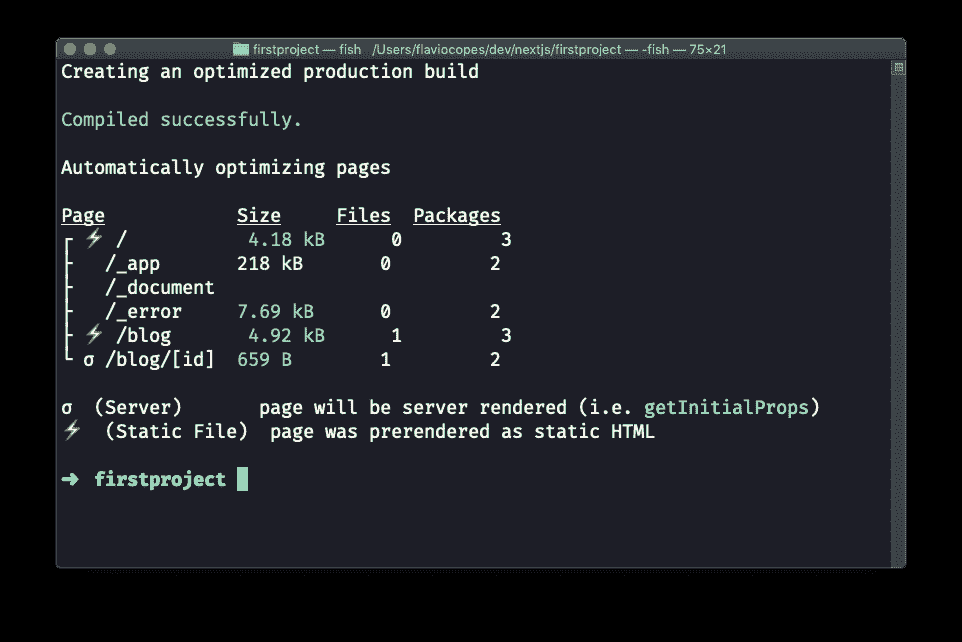 firstproject — fish /Users/flaviocopes/dev/nextjs/firstproject — -fish — 75×21
Creating an optimized production build
Compiled successfully.
Automatically optimizing pages
Page Size Files Packages
┌ ⚡ / 4.18 kB 0 3
├ /_app 218 kB 0 2
├ /_document
├ /_error 7.69 kB 0 2
├ ⚡ /blog 4.92 kB 1 3
└ σ /blog/[id] 659 B 1 2
σ (Server) page will be server rendered (i.e. getInitialProps)
⚡ (Static File) page was prerendered as static HTML
➜ firstproject